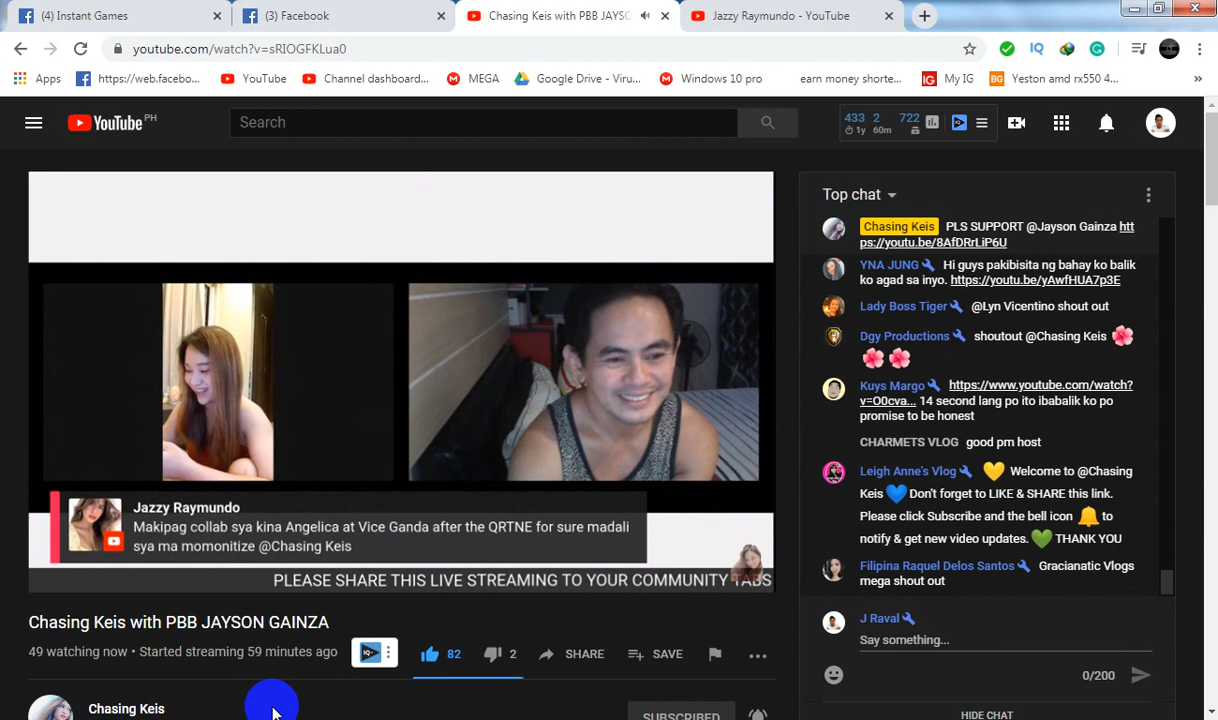 (4) Instant Games
(3) Facebook
Chasing Keis with PBB JAYSO
Jazzy Raymundo - YouTube
youtube.com/watch?v=sRIOGFKLua0
Apps
https://web.facebo...
YouTube
Channel dashboard...
MEGA
Google Drive - Viru...
Windows 10 pro
earn money shorte...
IG
My IG
BG
Yeston amd rx550 4...
»
YouTube PH
Search
433 2 722
1y 60m
Top chat
Chasing Keis PLS SUPPORT @Jayson Gainza htt
ps://youtu.be/8AfDRrLiP6U
YNA JUNG Hi guys pakibisita ng bahay ko balik
ko agad sa inyo. https://youtu.be/yAwfHUA7p3E
Lady Boss Tiger @Lyn Vicentino shout out
Dgy Productions shoutout @Chasing Keis
Kuys Margo https://www.youtube.com/watch?
v=O0cva... 14 second lang po ito ibabalik ko po
promise to be honest
CHARMETS VLOG good pm host
Leigh Anne's Vlog Welcome to @Chasing
Keis Don't forget to LIKE & SHARE this link.
Please click Subscribe and the bell icon to
notify & get new video updates. THANK YOU
Filipina Raquel Delos Santos Gracianatic Vlogs
mega shout out
J Raval
Say something...
0/200
HIDE CHAT
Jazzy Raymundo
Makipag collab sya kina Angelica at Vice Ganda after the QRTNE for sure madali
sya ma momonitize @Chasing Keis
PLEASE SHARE THIS LIVE STREAMING TO YOUR COMMUNITY TABS
Chasing Keis with PBB JAYSON GAINZA
49 watching now • Started streaming 59 minutes ago
IQ
82
2
SHARE
SAVE
Chasing Keis
SUBSCRIBED